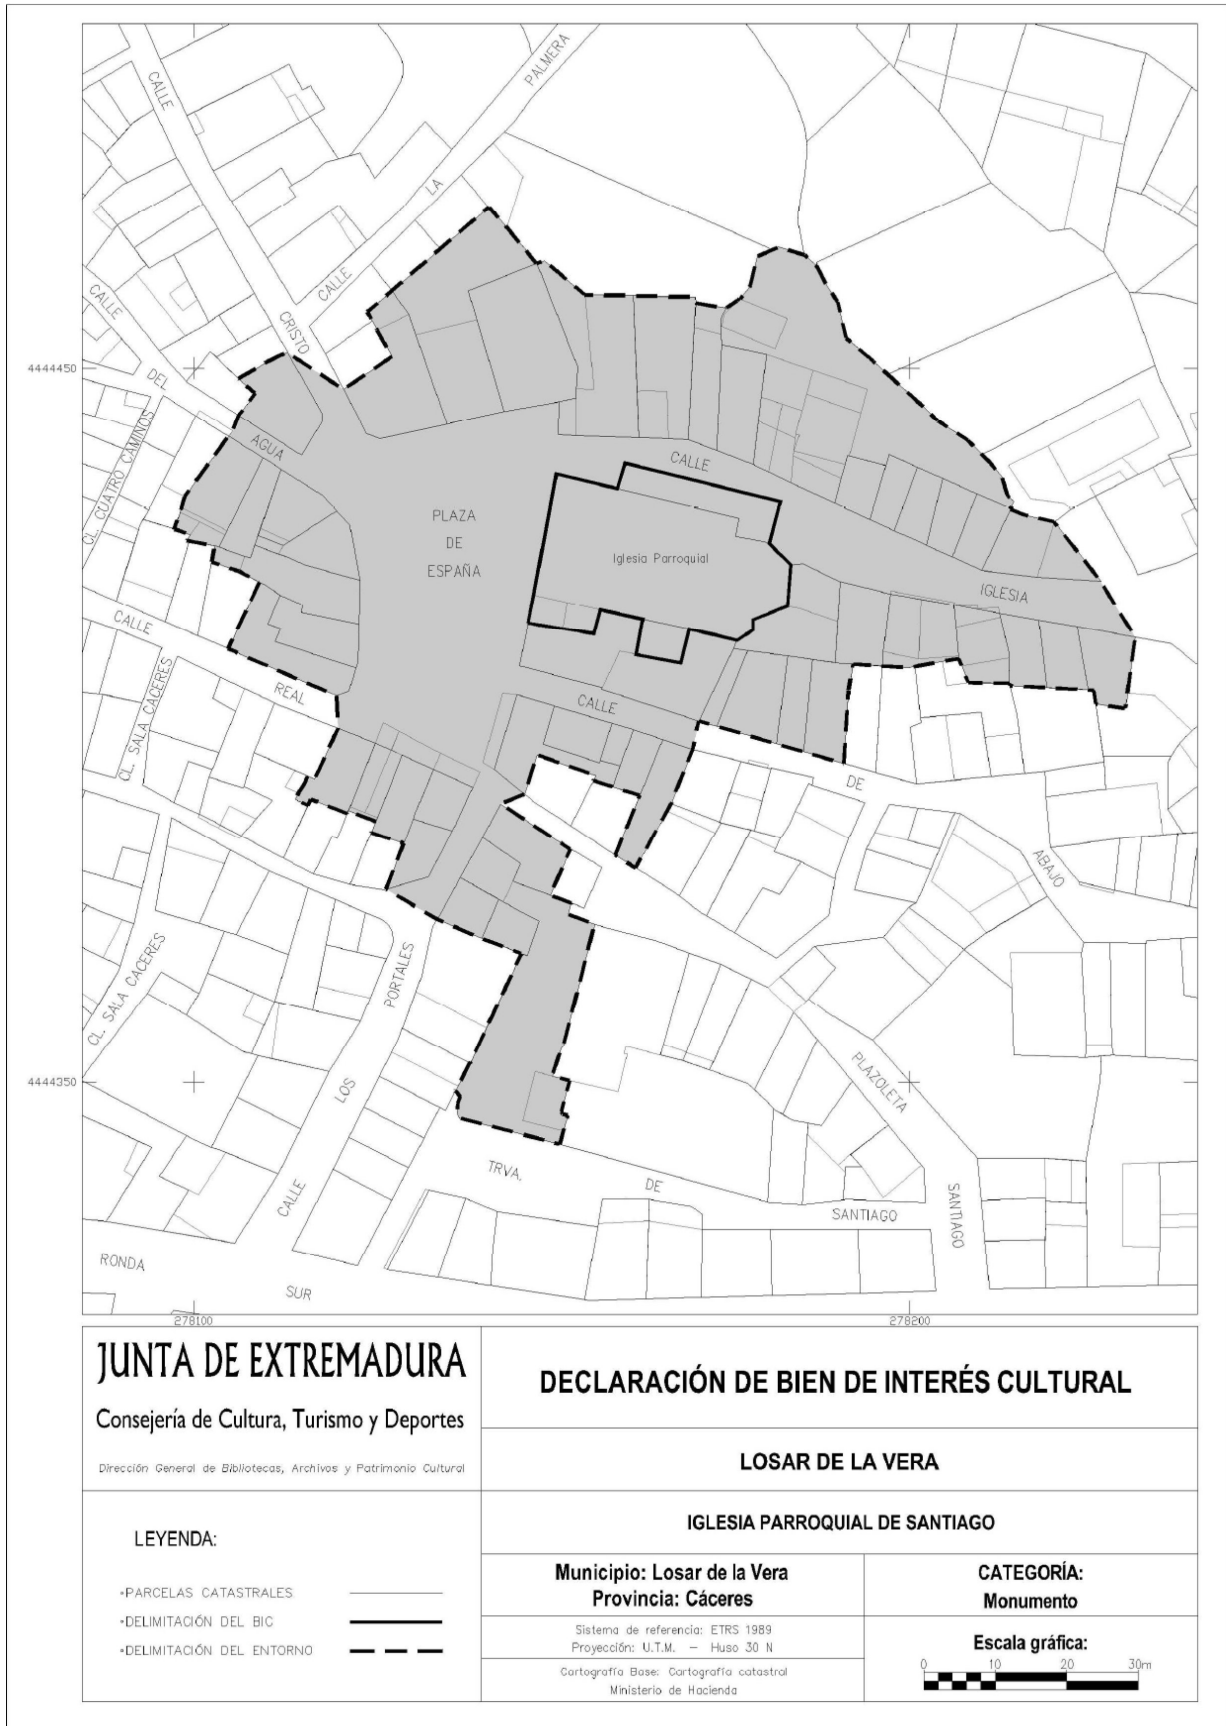 CALLE
LA
PALMERA
CALLE
CRISTO
CALLE
DEL
AGUA
4444450
CL. CUATRO CAMINOS
PLAZA
DE
ESPAÑA
CALLE
IGLESIA
Iglesia Parroquial
CALLE
REAL
CL. SALA CACERES
CALLE
DE
ABAJO
CL. SALA CACERES
CALLE
LOS
PORTALES
4444350
PLAZOLETA
SANTIAGO
TRVA.
DE
SANTIAGO
RONDA
SUR
278100
278200
JUNTA DE EXTREMADURA
Consejería de Cultura, Turismo y Deportes
Dirección General de Bibliotecas, Archivos y Patrimonio Cultural
DECLARACIÓN DE BIEN DE INTERÉS CULTURAL
LOSAR DE LA VERA
IGLESIA PARROQUIAL DE SANTIAGO
LEYENDA:
•PARCELAS CATASTRALES
•DELIMITACIÓN DEL BIC
•DELIMITACIÓN DEL ENTORNO
Municipio: Losar de la Vera
Provincia: Cáceres
Sistema de referencia: ETRS 1989
Proyección: U.T.M. – Huso 30 N
Cartografía Base: Cartografía catastral
Ministerio de Hacienda
CATEGORÍA:
Monumento
Escala gráfica:
0 10 20 30m